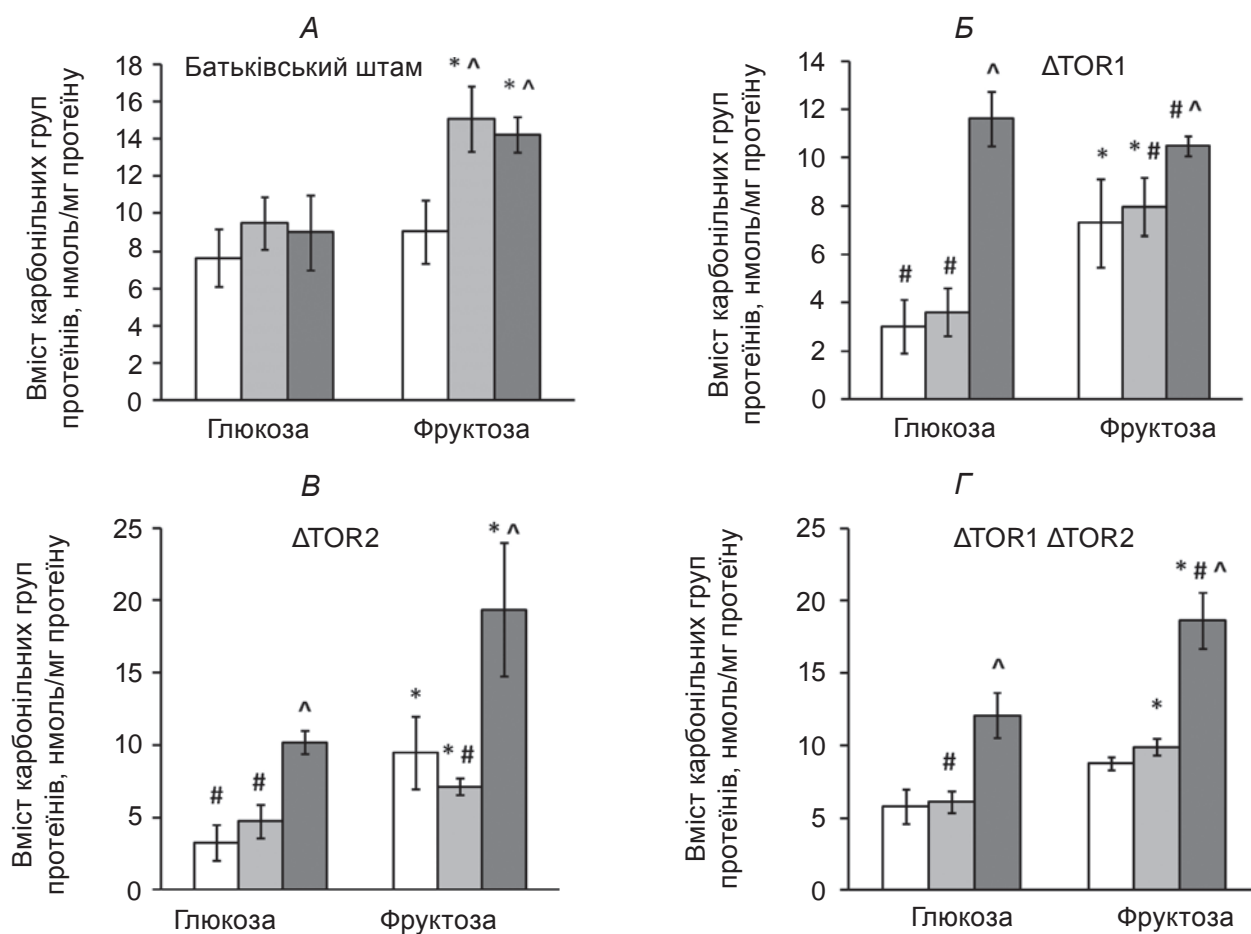 А
Батьківський штам
Вміст карбонільних груп
протеїнів, нмоль/мг протеїну
18
16
14
12
10
8
6
4
2
0
* ^
* ^
Глюкоза
Фруктоза
Б
ΔTOR1
Вміст карбонільних груп
протеїнів, нмоль/мг протеїну
14
12
10
8
6
4
2
0
#
#
^
*
* #
# ^
Глюкоза
Фруктоза
В
ΔTOR2
Вміст карбонільних груп
протеїнів, нмоль/мг протеїну
25
20
15
10
5
0
#
#
^
*
* #
* ^
Глюкоза
Фруктоза
Г
ΔTOR1 ΔTOR2
Вміст карбонільних груп
протеїнів, нмоль/мг протеїну
25
20
15
10
5
0
#
^
*
* # ^
Глюкоза
Фруктоза